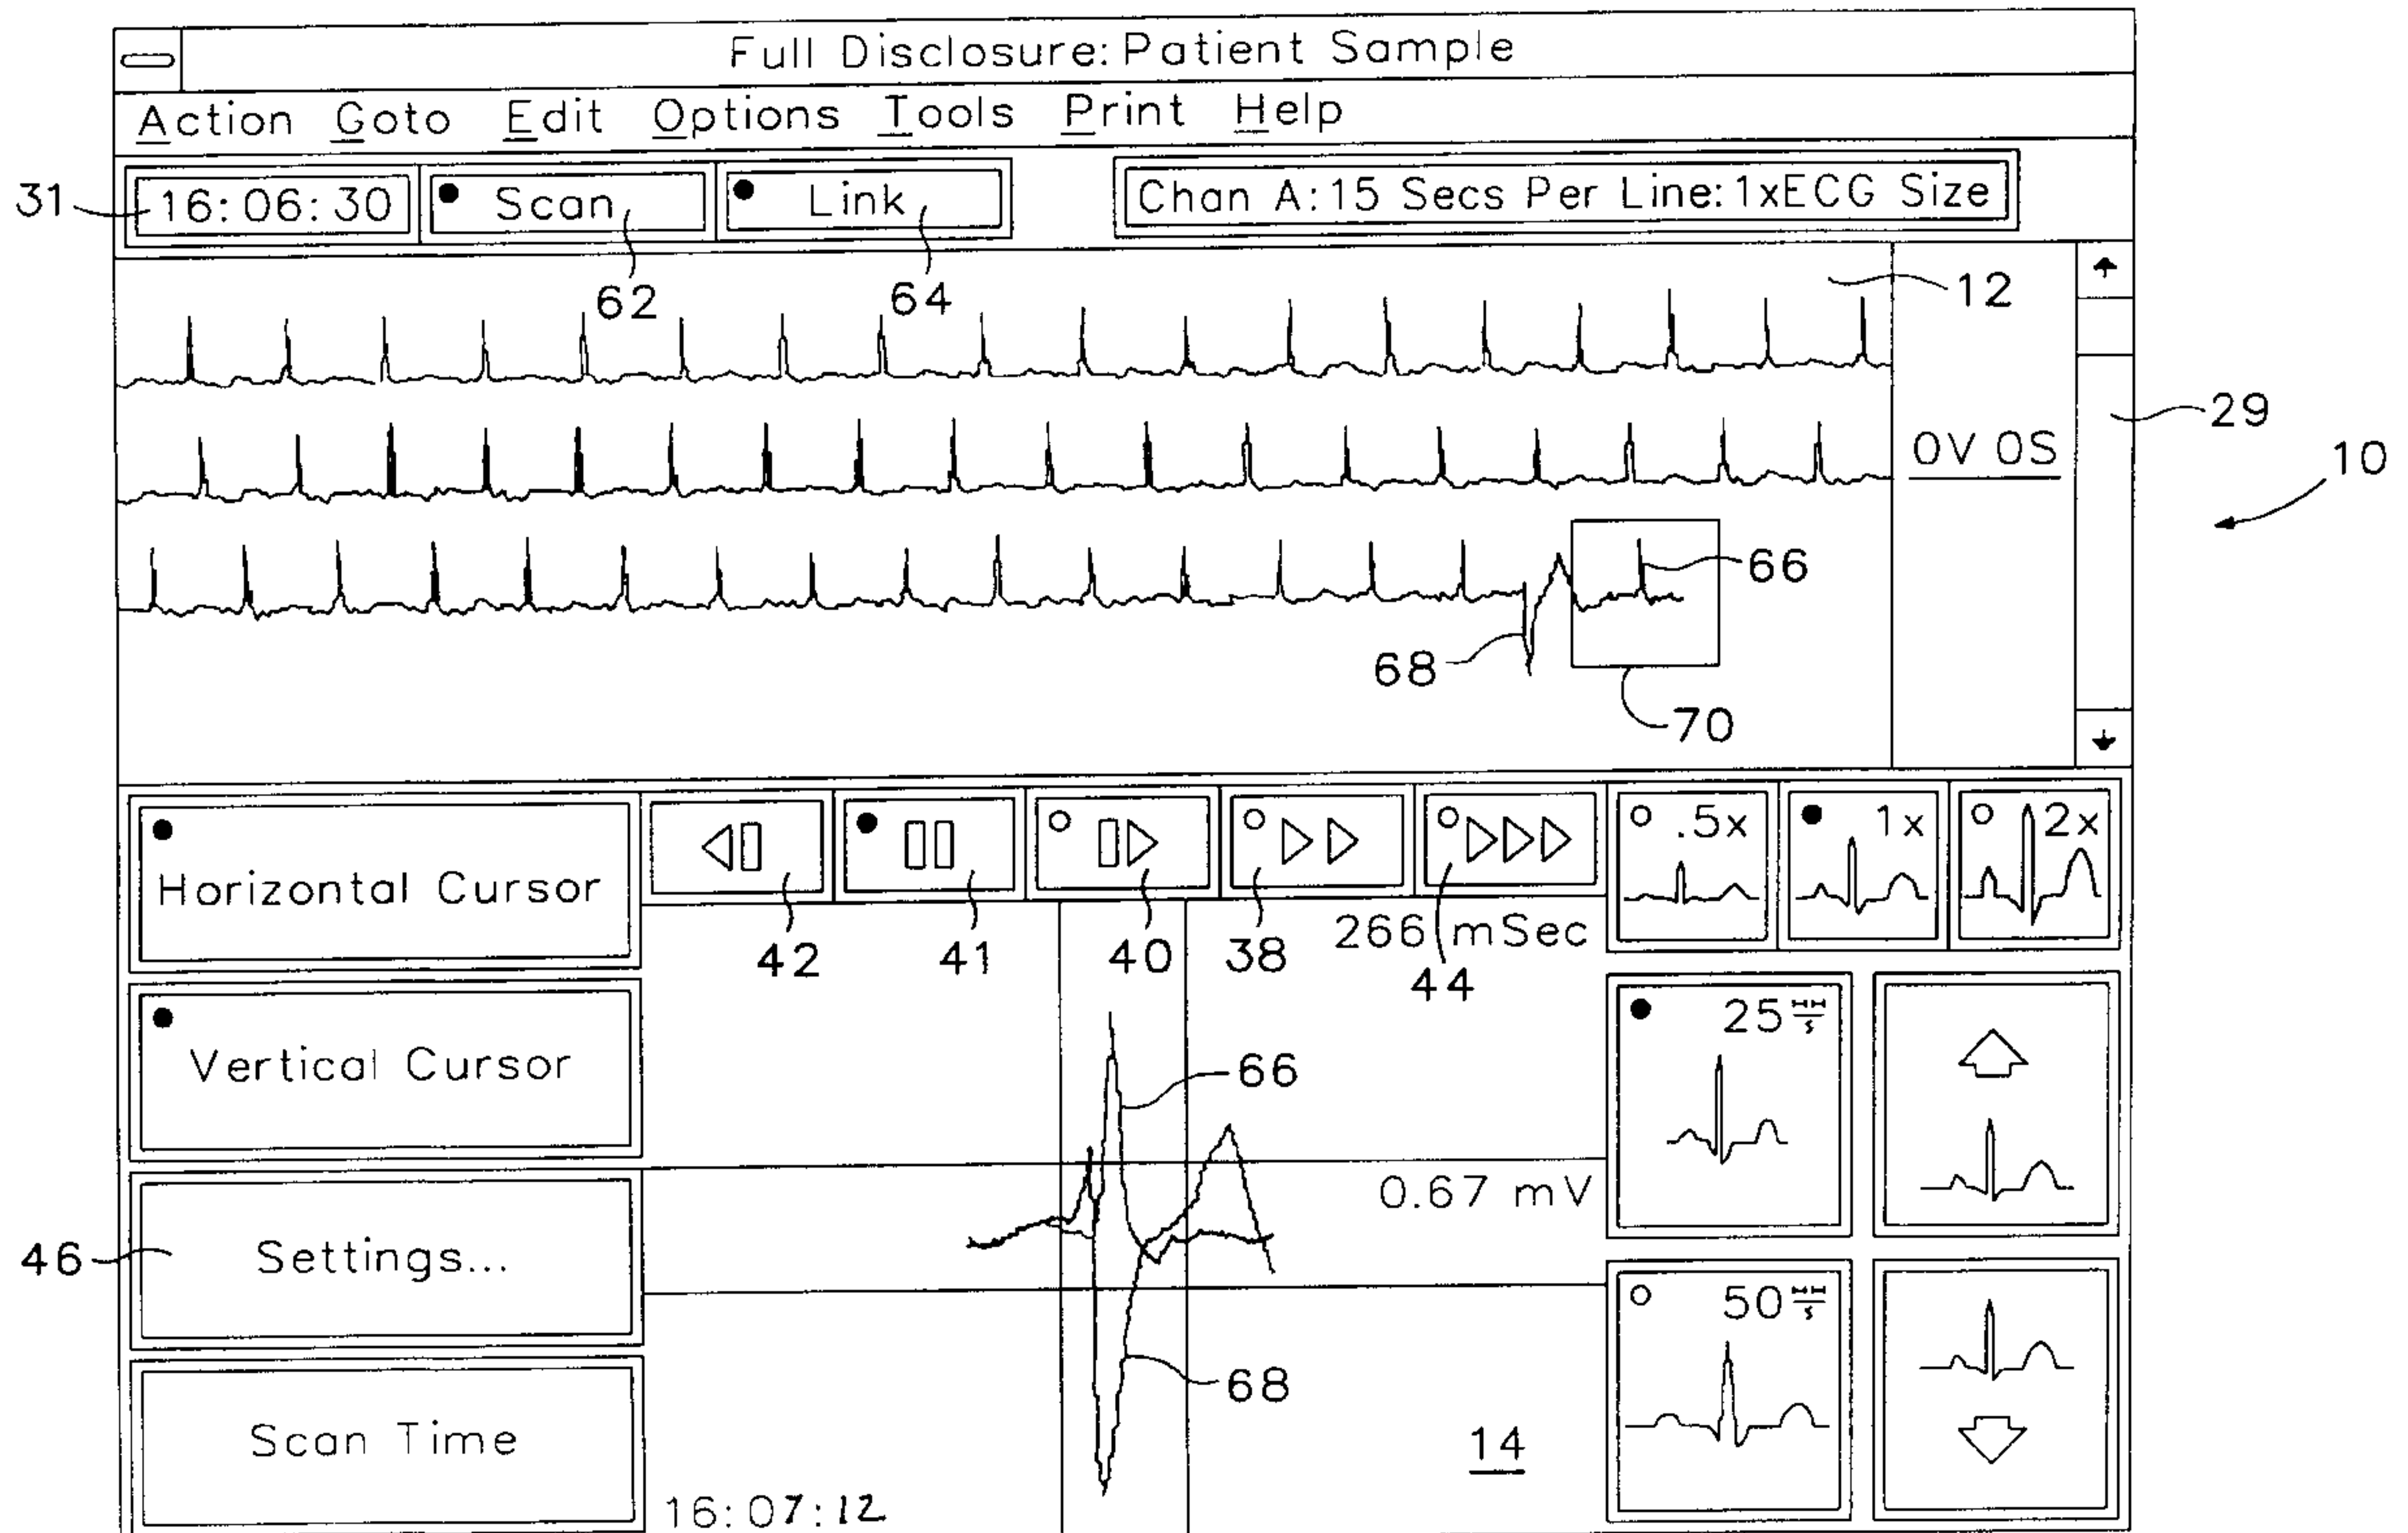 Full Disclosure: Patient Sample
Action Goto Edit Options Tools Print Help
31 16:06:30 Scan Link Chan A: 15 Secs Per Line: 1xECG Size
62 64 12
29
0V 0S
10
66
68
70
Horizontal Cursor
.5x 1x 2x
42 41 40 38 266 mSec
44
Vertical Cursor
25 MM/S
66
0.67 mV
46 Settings...
50 MM/S
68
Scan Time
14
16:07:12